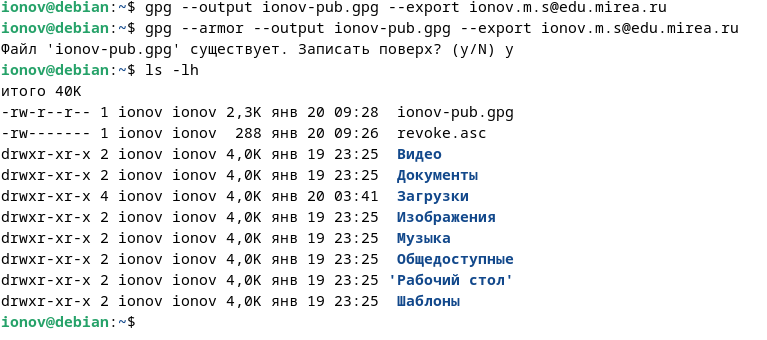 ionov@debian:~$ gpg --output ionov-pub.gpg --export ionov.m.s@edu.mirea.ru
ionov@debian:~$ gpg --armor --output ionov-pub.gpg --export ionov.m.s@edu.mirea.ru
Файл 'ionov-pub.gpg' существует. Записать поверх? (y/N) y
ionov@debian:~$ ls -lh
итого 40K
-rw-r--r-- 1 ionov ionov 2,3K янв 20 09:28  ionov-pub.gpg
-rw------- 1 ionov ionov  288 янв 20 09:26  revoke.asc
drwxr-xr-x 2 ionov ionov 4,0K янв 19 23:25  Видео
drwxr-xr-x 2 ionov ionov 4,0K янв 19 23:25  Документы
drwxr-xr-x 4 ionov ionov 4,0K янв 20 03:41  Загрузки
drwxr-xr-x 2 ionov ionov 4,0K янв 19 23:25  Изображения
drwxr-xr-x 2 ionov ionov 4,0K янв 19 23:25  Музыка
drwxr-xr-x 2 ionov ionov 4,0K янв 19 23:25  Общедоступные
drwxr-xr-x 2 ionov ionov 4,0K янв 19 23:25 'Рабочий стол'
drwxr-xr-x 2 ionov ionov 4,0K янв 19 23:25  Шаблоны
ionov@debian:~$